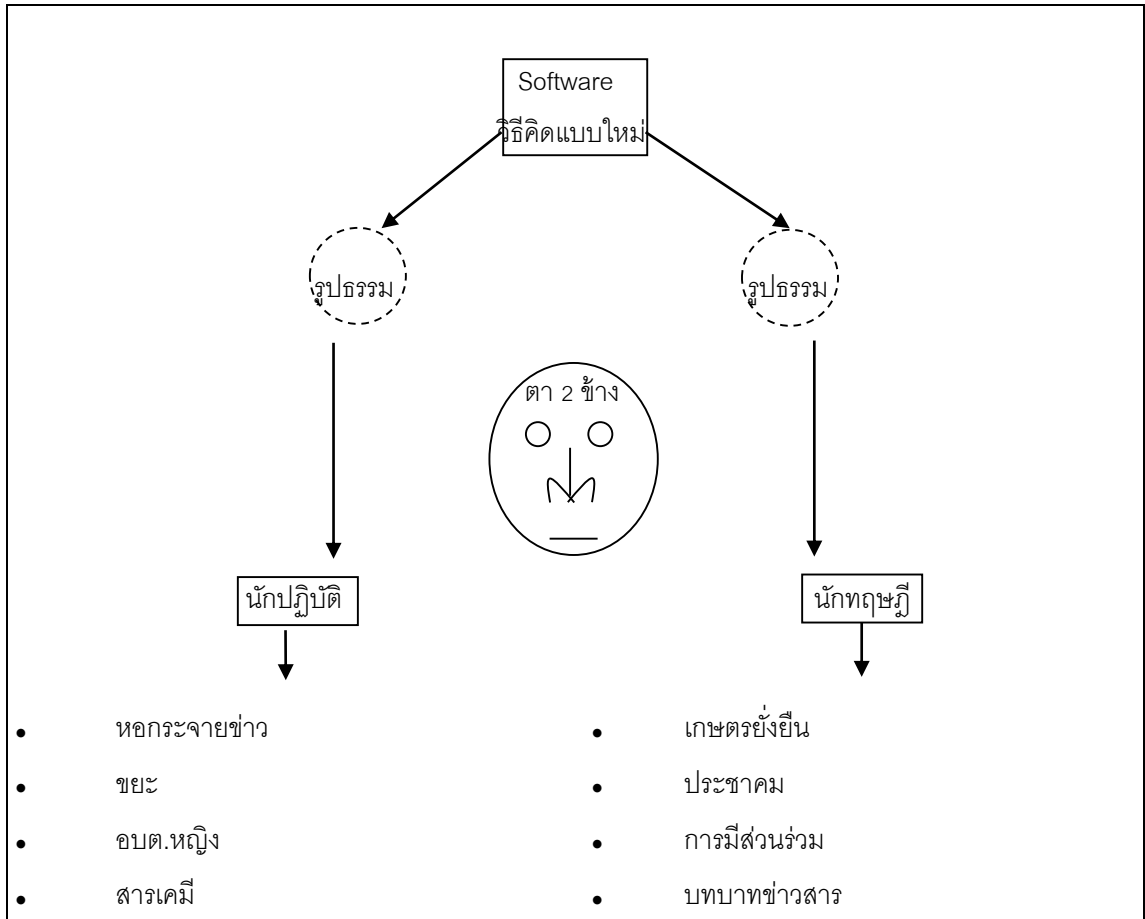 Software
วิธีคิดแบบใหม่
รูปธรรม
รูปธรรม
ตา 2 ข้าง
นักปฏิบัติ
นักทฤษฎี
• หอกระจายข่าว
• ขยะ
• อบต.หญิง
• สารเคมี
• เกษตรยั่งยืน
• ประชาคม
• การมีส่วนร่วม
• บทบาทข่าวสาร